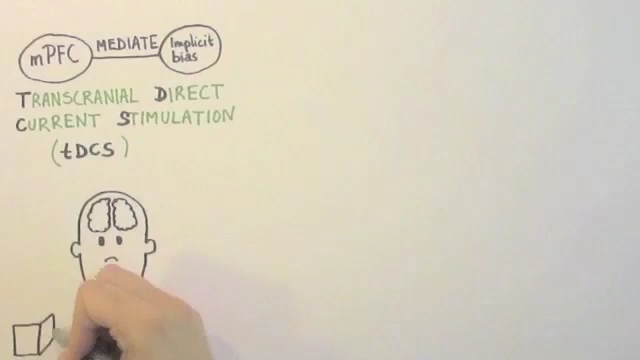 mPFC MEDIATE Implicit
bias
TRANSCRANIAL DIRECT
CURRENT STIMULATION
(tDCS)